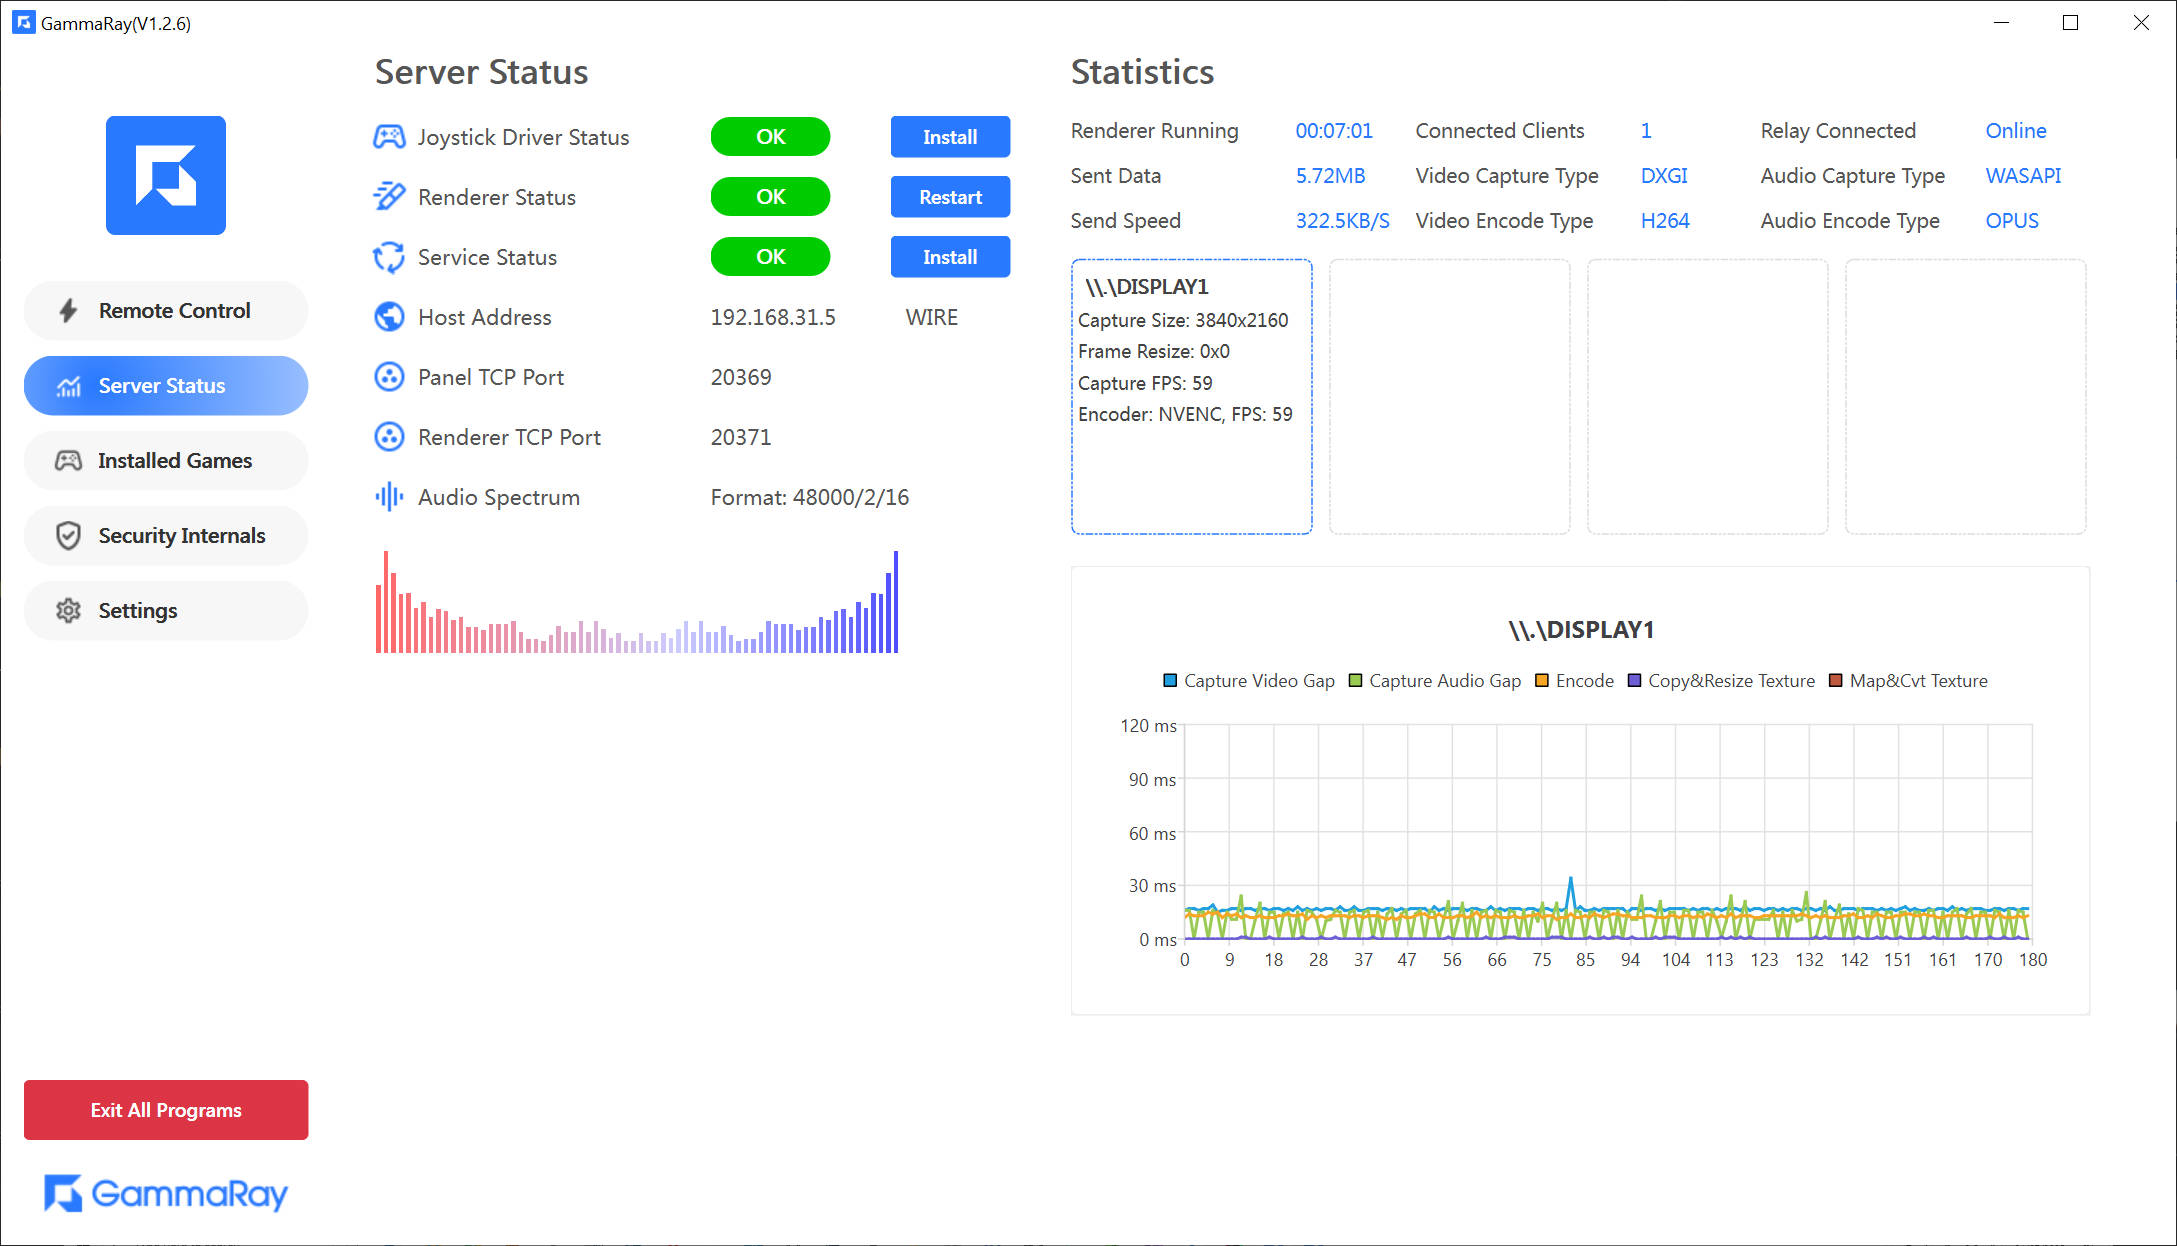 GammaRay(V1.2.6)
Remote Control
Server Status
Installed Games
Security Internals
Settings
Exit All Programs
GammaRay
Server Status
Joystick Driver Status OK Install
Renderer Status OK Restart
Service Status OK Install
Host Address 192.168.31.5 WIRE
Panel TCP Port 20369
Renderer TCP Port 20371
Audio Spectrum Format: 48000/2/16
Statistics
Renderer Running 00:07:01 Connected Clients 1 Relay Connected Online
Sent Data 5.72MB Video Capture Type DXGI Audio Capture Type WASAPI
Send Speed 322.5KB/S Video Encode Type H264 Audio Encode Type OPUS
\\.\DISPLAY1
Capture Size: 3840x2160
Frame Resize: 0x0
Capture FPS: 59
Encoder: NVENC, FPS: 59
\\.\DISPLAY1
Capture Video Gap Capture Audio Gap Encode Copy&Resize Texture Map&Cvt Texture
120 ms
90 ms
60 ms
30 ms
0 ms
0 9 18 28 37 47 56 66 75 85 94 104 113 123 132 142 151 161 170 180